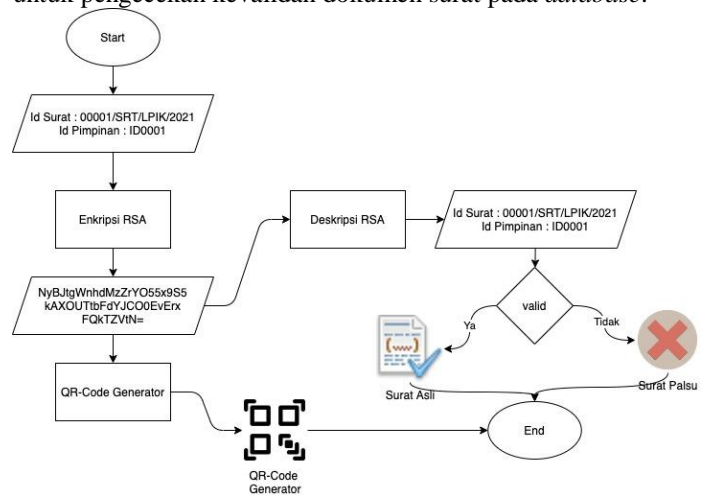 untuk pengecekan kevalidan dokumen surat pada database.
Start
Id Surat : 00001/SRT/LPIK/2021
Id Pimpinan : ID0001
Enkripsi RSA
Deskripsi RSA
Id Surat : 00001/SRT/LPIK/2021
Id Pimpinan : ID0001
NyBJtgWnhdMzZrYO55x9S5
kAXOUTtbFdYJCO0EvErx
FQkTZVtN=
valid
Ya
Tidak
Surat Asli
Surat Palsu
QR-Code Generator
End
QR-Code
Generator